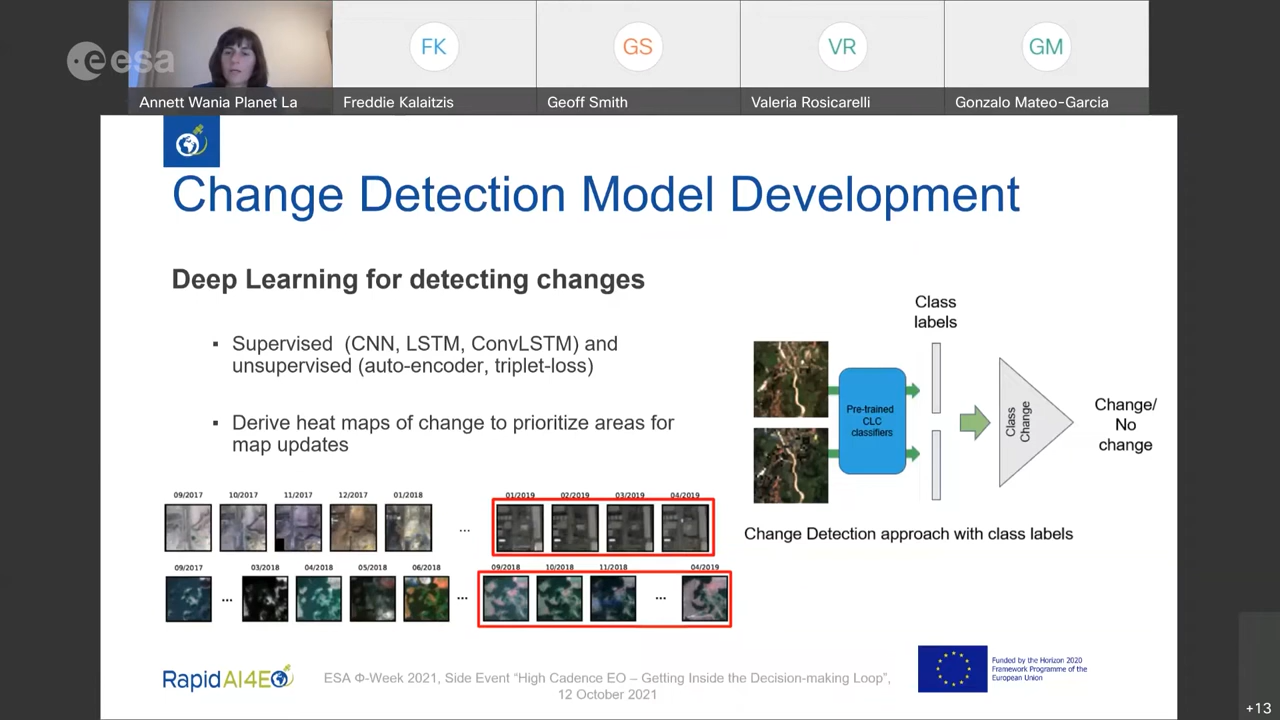 esa
FK
GS
VR
GM
Annett Wania Planet La
Freddie Kalaitzis
Geoff Smith
Valeria Rosicarelli
Gonzalo Mateo-Garcia
Change Detection Model Development
Deep Learning for detecting changes
▪ Supervised (CNN, LSTM, ConvLSTM) and
unsupervised (auto-encoder, triplet-loss)
▪ Derive heat maps of change to prioritize areas for
map updates
09/2017 10/2017 11/2017 12/2017 01/2018 ... 01/2019 02/2019 03/2019 04/2019
09/2017 ... 03/2018 04/2018 05/2018 06/2018 ... 09/2018 10/2018 11/2018 ... 04/2019
Class
labels
Pre-trained
CLC
classifiers
Class
Change
Change/
No
change
Change Detection approach with class labels
RapidAI4EO
ESA Φ-Week 2021, Side Event “High Cadence EO – Getting Inside the Decision-making Loop”,
12 October 2021
Funded by the Horizon 2020
Framework Programme of the
European Union
+13